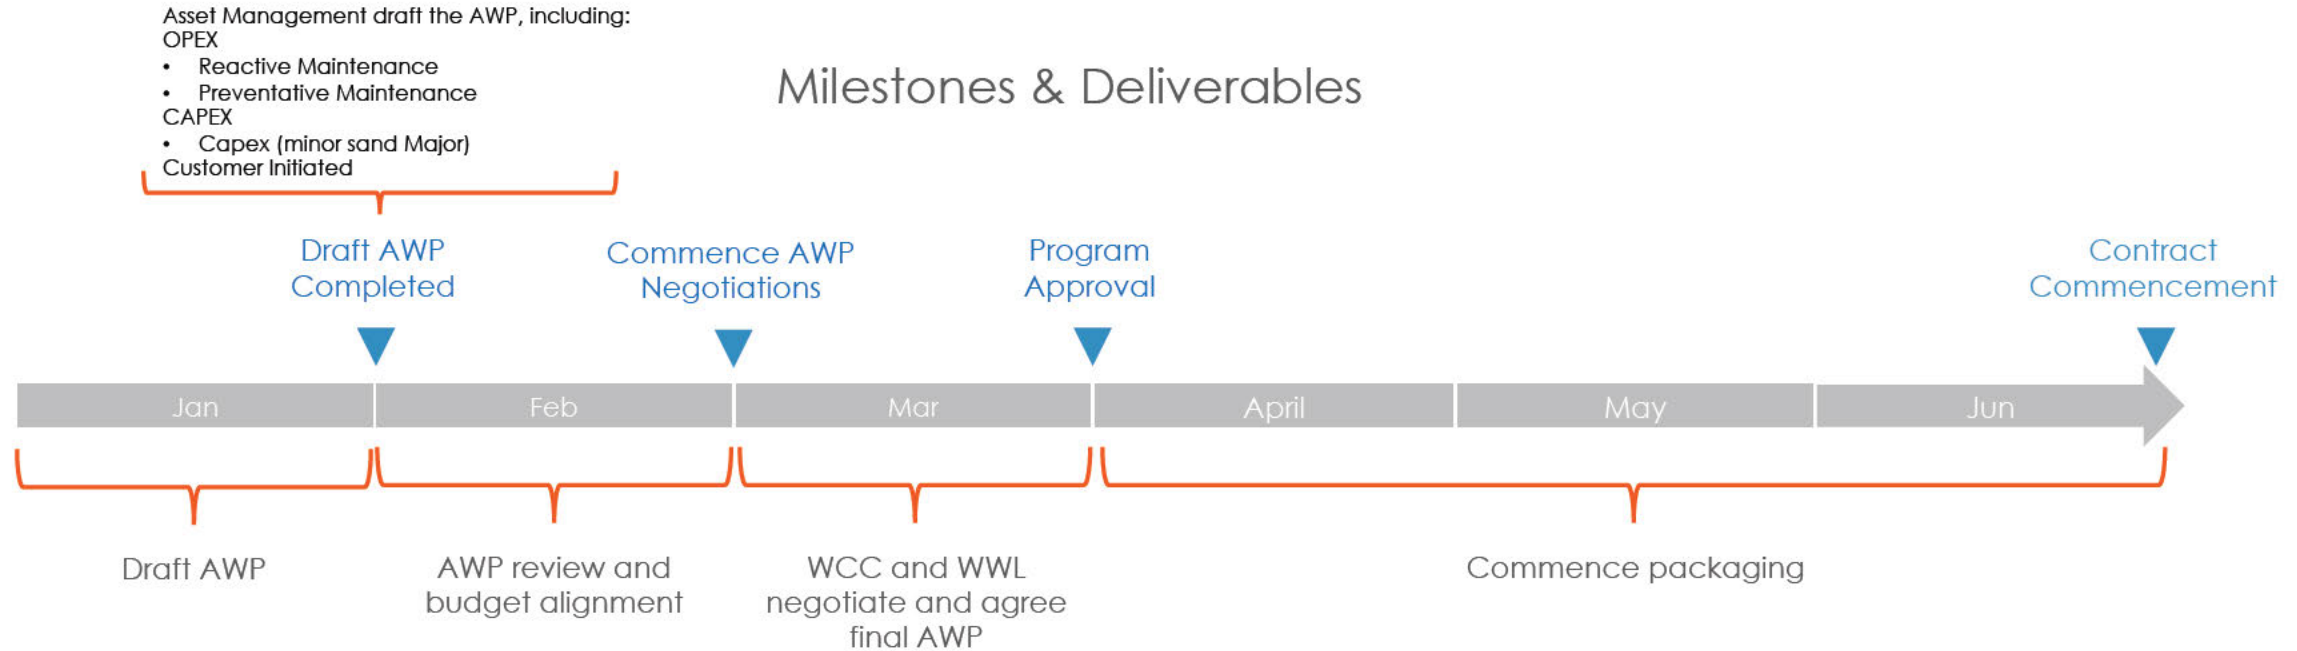 Asset Management draft the AWP, including:
OPEX
• Reactive Maintenance
• Preventative Maintenance
CAPEX
• Capex (minor sand Major)
Customer Initiated
Milestones & Deliverables
Draft AWP
Completed
Commence AWP
Negotiations
Program
Approval
Contract
Commencement
Jan
Feb
Mar
April
May
Jun
Draft AWP
AWP review and
budget alignment
WCC and WWL
negotiate and agree
final AWP
Commence packaging